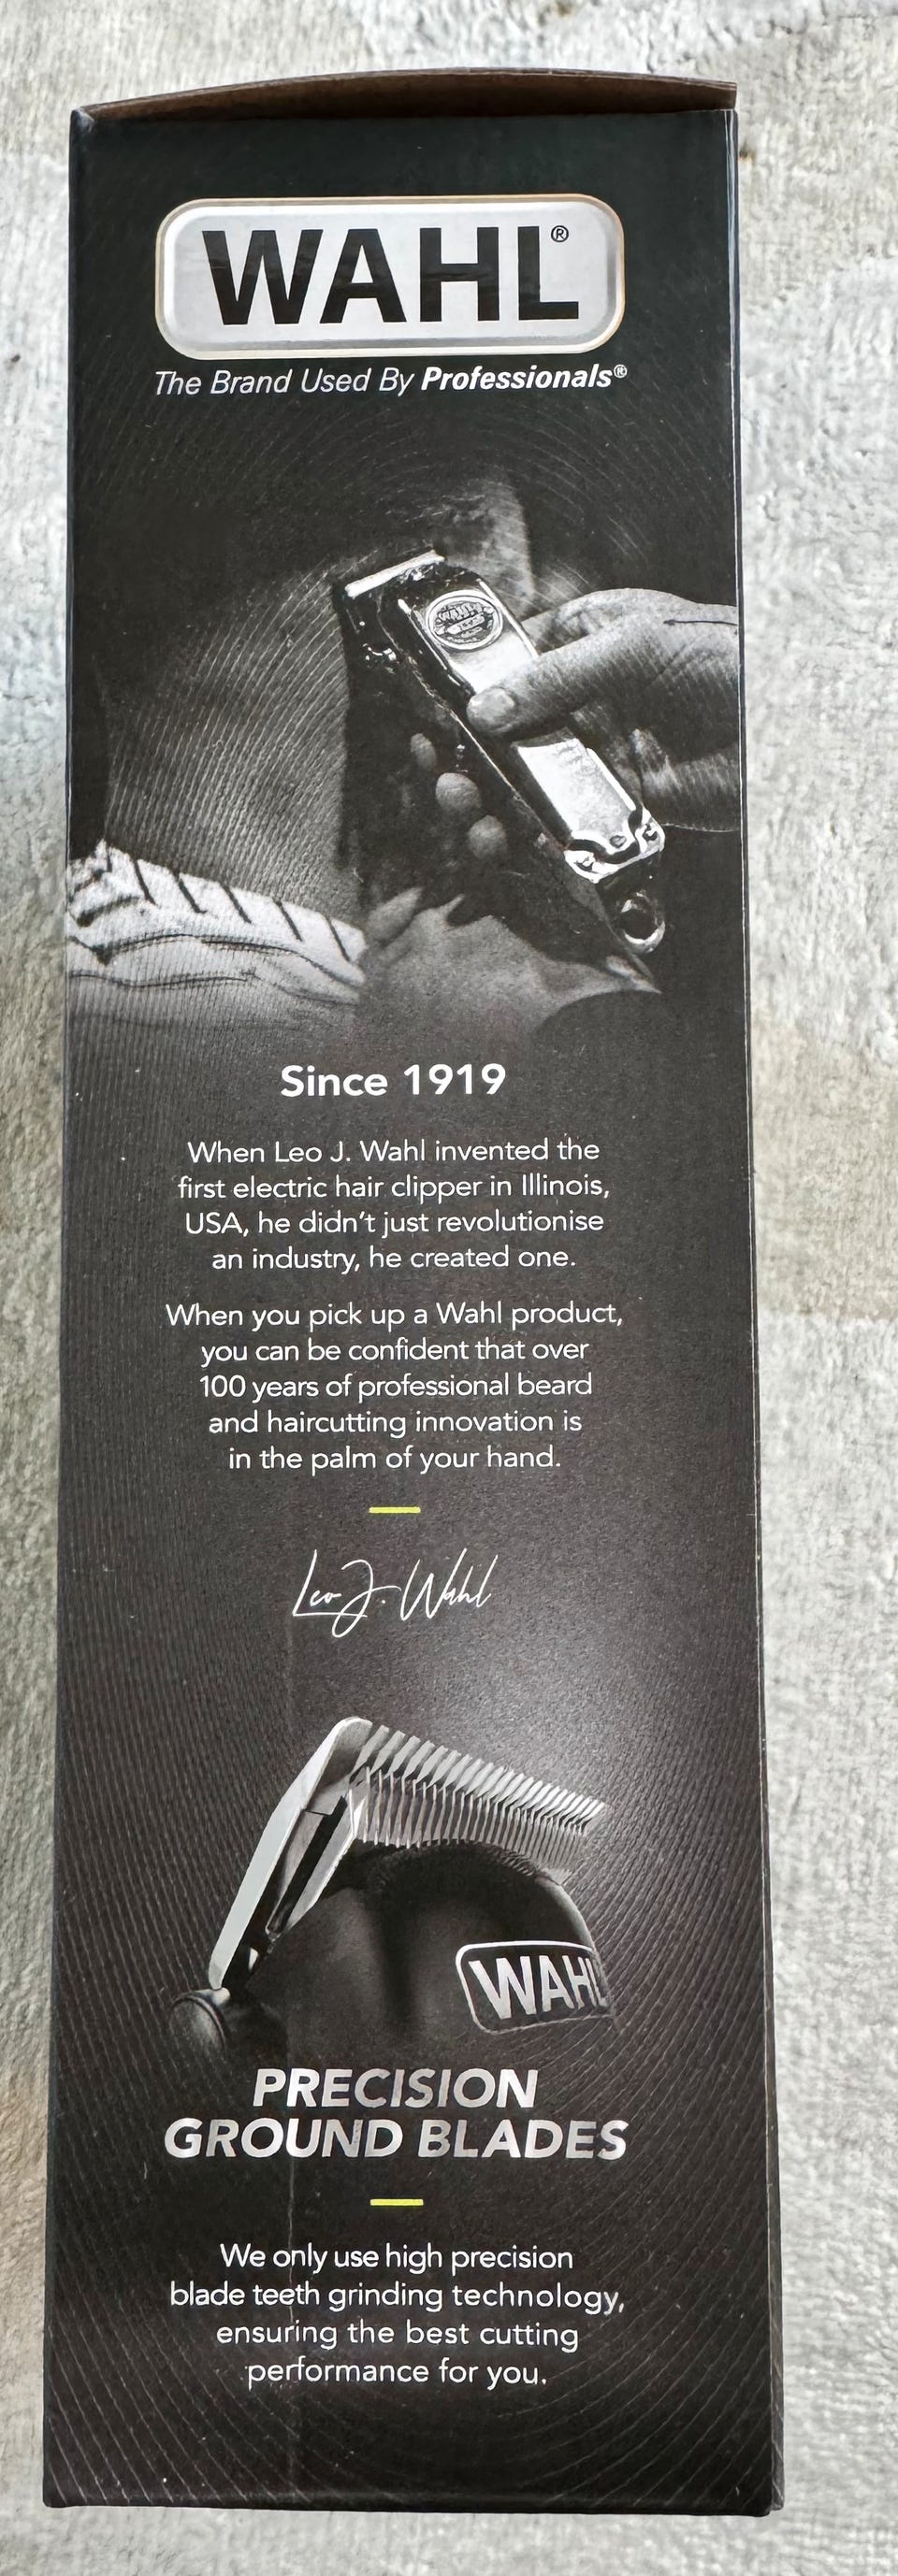 WAHL®
The Brand Used By Professionals®
WAHL
Since 1919
When Leo J. Wahl invented the
first electric hair clipper in Illinois,
USA, he didn't just revolutionise
an industry, he created one.
When you pick up a Wahl product,
you can be confident that over
100 years of professional beard
and haircutting innovation is
in the palm of your hand.
Leo J. Wahl
WAHL
PRECISION
GROUND BLADES
We only use high precision
blade teeth grinding technology,
ensuring the best cutting
performance for you.